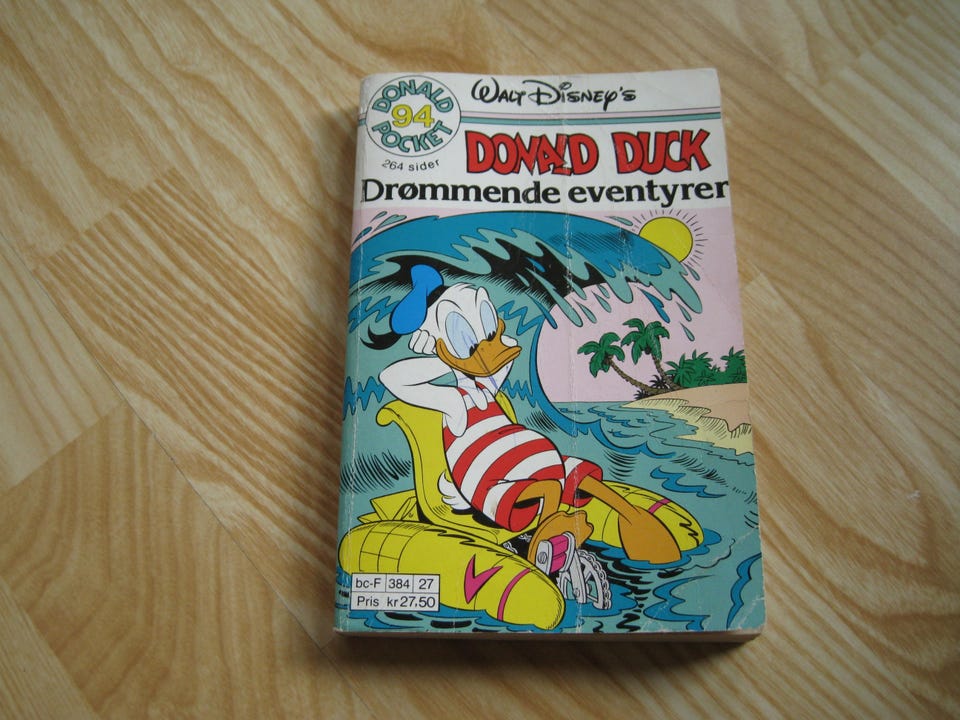 DONALD
94
POCKET
264 sider
WALT DISNEY'S
DONALD DUCK
Drømmende eventyrer
bc-F 384 27
Pris kr 27,50